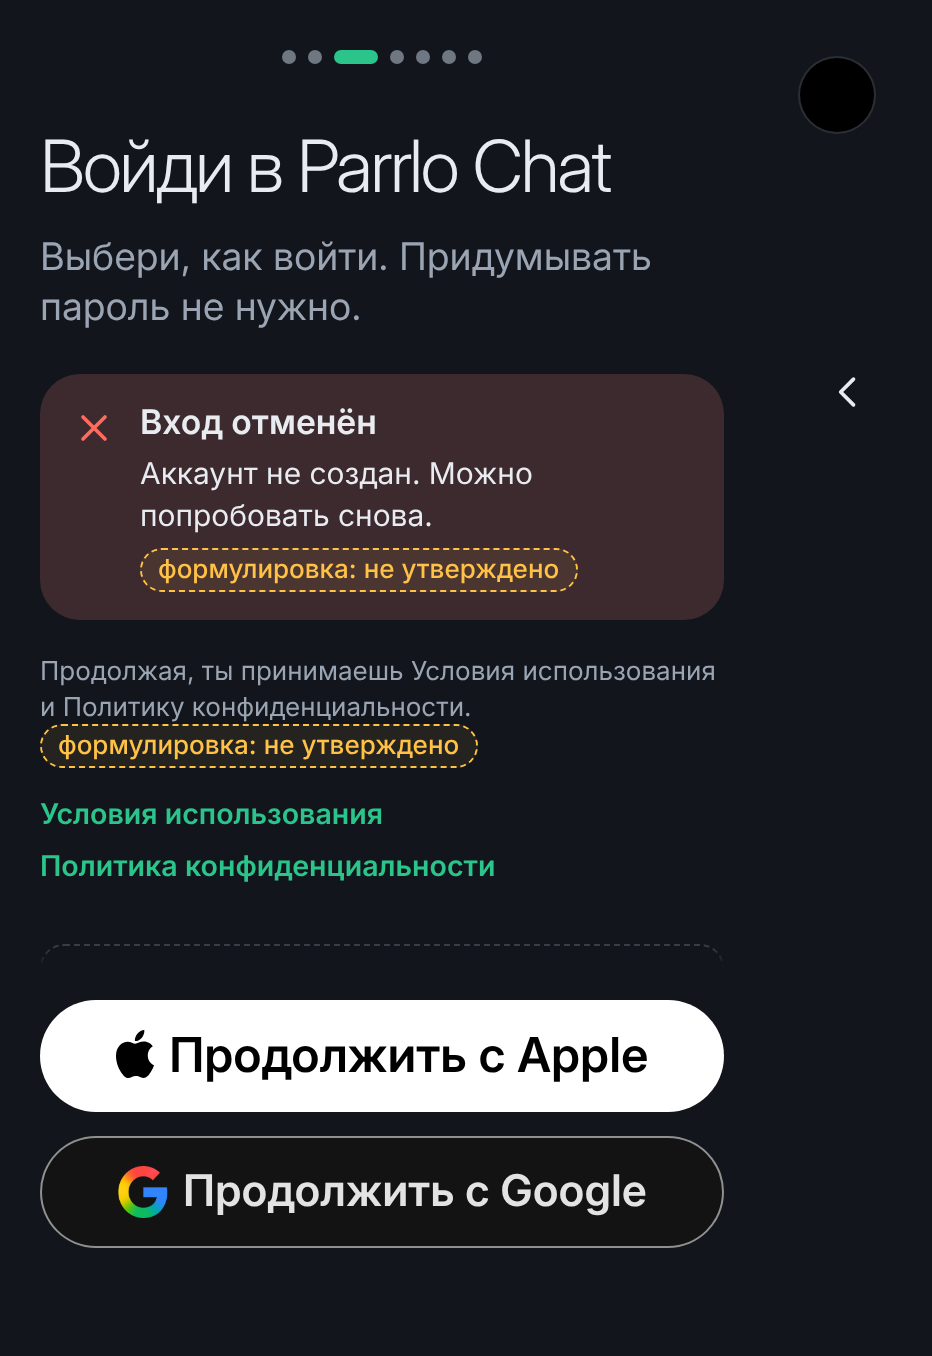 Войди в Parrlo Chat
Выбери, как войти. Придумывать
пароль не нужно.
Вход отменён
Аккаунт не создан. Можно
попробовать снова.
формулировка: не утверждено
Продолжая, ты принимаешь Условия использования
и Политику конфиденциальности.
формулировка: не утверждено
Условия использования
Политика конфиденциальности
Продолжить с Apple
Продолжить с Google